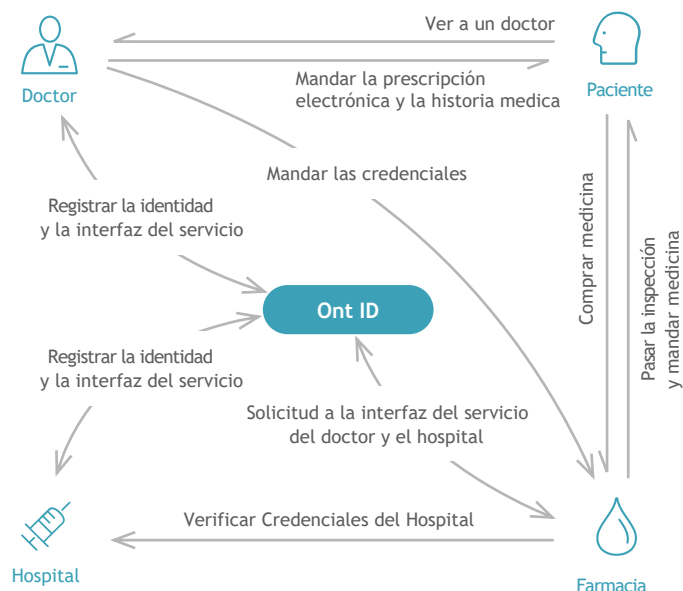 Ver a un doctor
Doctor
Paciente
Mandar la prescripción
electrónica y la historia medica
Mandar las credenciales
Registrar la identidad
y la interfaz del servicio
Comprar medicina
Pasar la inspección
y mandar medicina
Ont ID
Registrar la identidad
y la interfaz del servicio
Solicitud a la interfaz del servicio
del doctor y el hospital
Verificar Credenciales del Hospital
Hospital
Farmacia